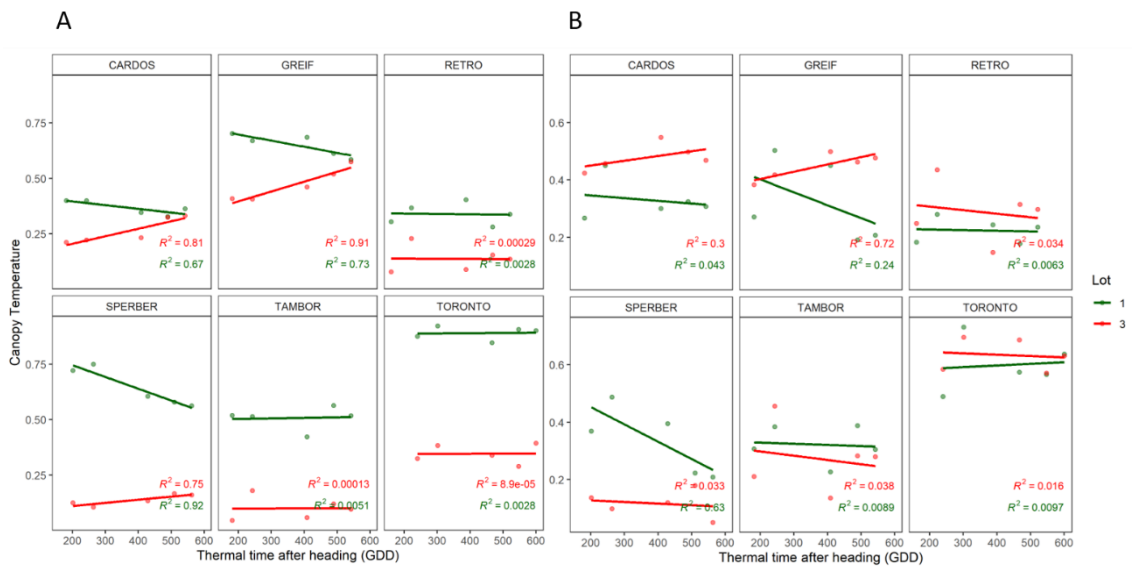 A
B
CARDOS GREIF RETRO
CARDOS GREIF RETRO
Canopy Temperature
0.75
0.50
0.25
R² = 0.81
R² = 0.67
R² = 0.91
R² = 0.73
R² = 0.00029
R² = 0.0028
0.6
0.4
0.2
R² = 0.3
R² = 0.043
R² = 0.72
R² = 0.24
R² = 0.034
R² = 0.0063
Lot
1
3
SPERBER TAMBOR TORONTO
SPERBER TAMBOR TORONTO
0.75
0.50
0.25
R² = 0.75
R² = 0.92
R² = 0.00013
R² = 0.0051
R² = 8.9e-05
R² = 0.0028
Canopy Temperature
0.6
0.4
0.2
0.0
R² = 0.033
R² = 0.63
R² = 0.038
R² = 0.0089
R² = 0.016
R² = 0.0097
200 300 400 500 600 200 300 400 500 600 200 300 400 500 600
Thermal time after heading (GDD)
200 300 400 500 600 200 300 400 500 600 200 300 400 500 600
Thermal time after heading (GDD)